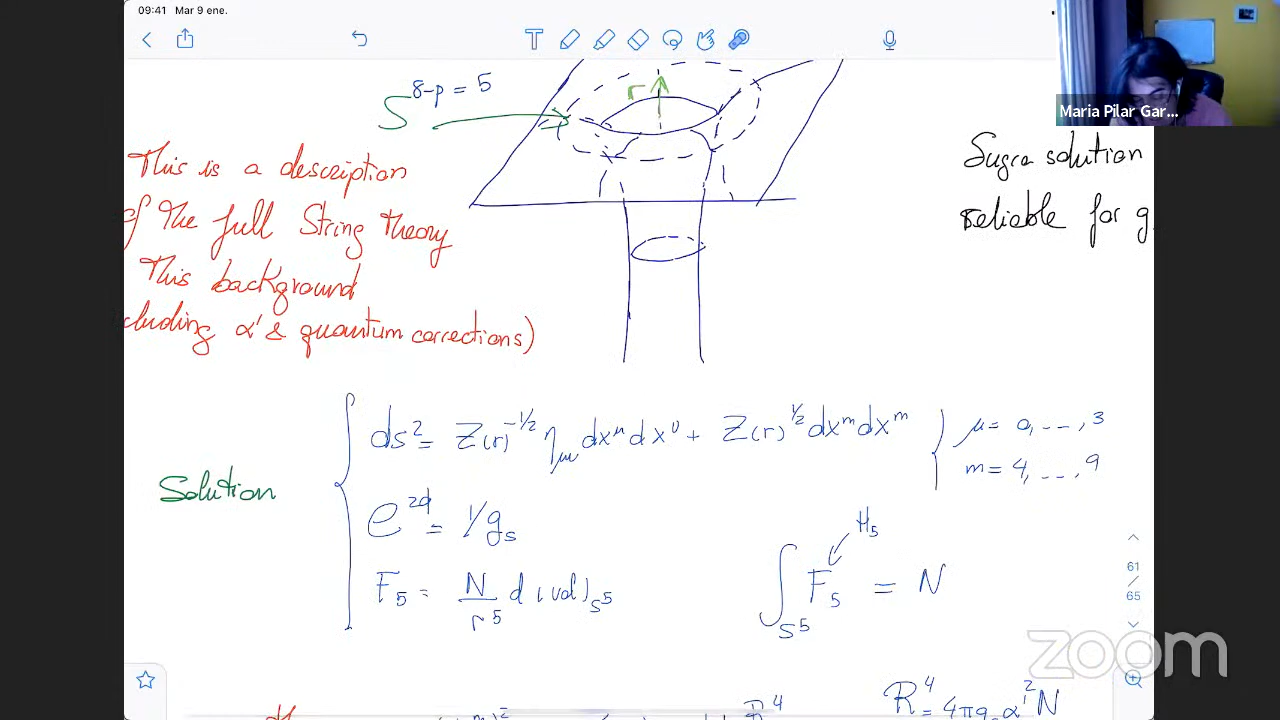 09:41 Mar 9 ene.
Maria Pilar Gar...
S^{8-p = 5}
r
This is a description
of the full String theory
This background
cluding α' & quantum corrections)
Sugra solution
reliable for g
Solution
ds² = Z(r)^{-1/2} η_{μν} dx^μ dx^ν + Z(r)^{1/2} dx^m dx^m
μ = 0, ..., 3
m = 4, ..., 9
e^{2φ} = 1/g_s
H_5
F_5 = N/r^5 d(vol)_{S^5}
∫_{S^5} F_5 = N
61
/
65
zoom
R^4
R^4 = 4πg_s α'^2 N